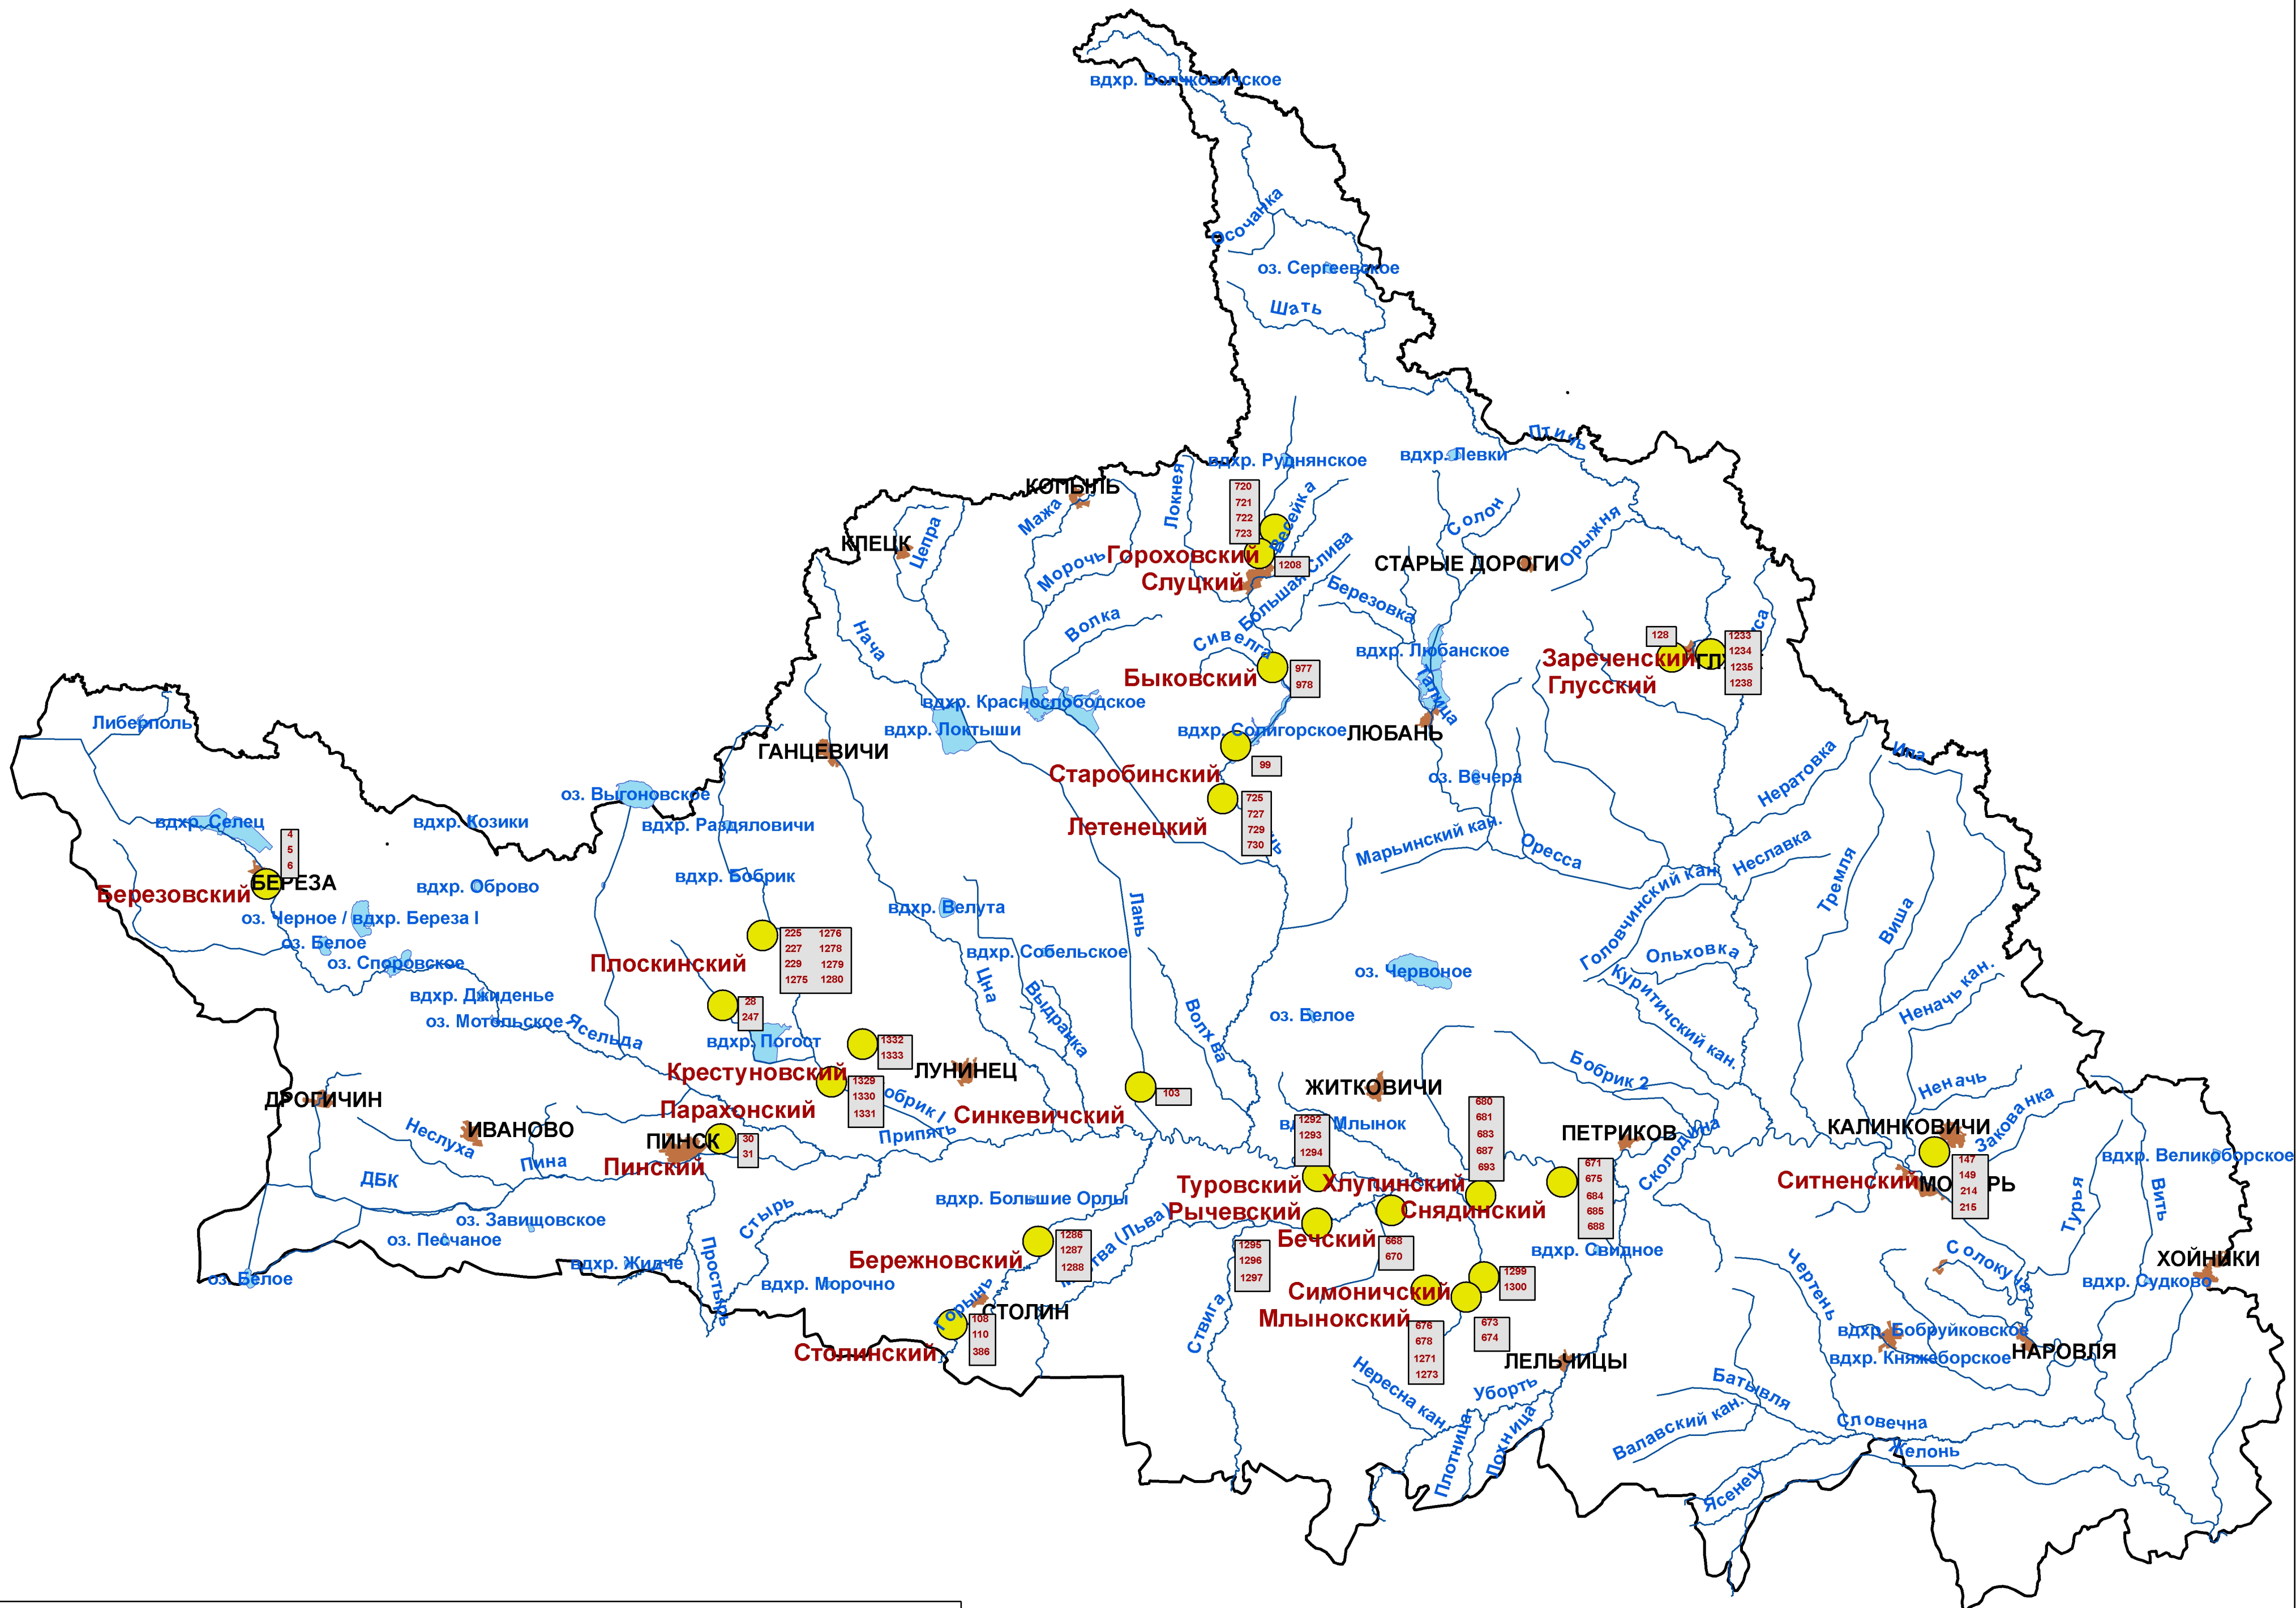 вдхр. Волчковичское
Осочанка
оз. Сергеевское
Шать
Птичь
вдхр. Руднянское
вдхр. Левки
КОПЫЛЬ
Локнея
720
721
722
723
Весейка
Мажа
Солон
Орыжня
КЛЕЦК
Цепра
Морочь
Гороховский
1208
Слуцкий
Большая Слива
СТАРЫЕ ДОРОГИ
Березовка
Волка
Нача
Сивелга
вдхр. Любанское
128
1233
1234
1235
1238
Зареченский
Глусский
Быковский
977
978
Талица
вдхр. Краснослободское
вдхр. Локтыши
вдхр. Солигорское
ЛЮБАНЬ
Либерполь
ГАНЦЕВИЧИ
Старобинский
99
оз. Вечера
Нератовка
Ипа
оз. Выгоновское
Летенецкий
725
727
729
730
вдхр. Селец
вдхр. Козики
вдхр. Раздяловичи
Марьинский кан.
Оресса
Неславка
4
5
6
БЕРЕЗА
Березовский
вдхр. Оброво
вдхр. Бобрик
Головчинский кан.
Тремля
вдхр. Велута
Лань
Виша
оз. Черное / вдхр. Береза I
оз. Белое
оз. Споровское
225 1276
227 1278
229 1279
1275 1280
Плоскинский
вдхр. Собельское
оз. Червоное
Ольховка
Куритичский кан.
Неначь кан.
вдхр. Джиденье
оз. Мотольское
Ясельда
28
247
Цна
Выдранка
Волхва
оз. Белое
вдхр. Погост
1332
1333
Крестуновский
ЛУНИНЕЦ
1329
1330
1331
Парахонский
Синкевичский
103
ЖИТКОВИЧИ
Бобрик 2
Неначь
Закованка
ДРОГИЧИН
ИВАНОВО
Неслуха
ПИНСК
30
31
Пинский
Припять
Пина
ДБК
1292
1293
1294
680
681
683
687
693
ПЕТРИКОВ
Сколодина
КАЛИНКОВИЧИ
671
675
684
685
688
147
149
214
215
Ситненский
вдхр. Великоборское
Туровский
Хлупинский
Рычевский
Снядинский
Бечский
вдхр. Большие Орлы
Стырь
оз. Завищовское
оз. Песчаное
оз. Белое
вдхр. Жидче
Простырь
вдхр. Морочно
Бережновский
1286
1287
1288
1295
1296
1297
668
670
вдхр. Свидное
Турья
Вить
ХОЙНИКИ
Солокуча
вдхр. Судково
Чертень
Симоничский
1299
1300
Млынокский
676
678
1271
1273
673
674
Горынь
СТОЛИН
108
110
386
Столинский
Ствига
вдхр. Бобруйковское
вдхр. Княжеборское
НАРОВЛЯ
ЛЕЛЬЧИЦЫ
Нересна кан.
Уборть
Плотница
Похница
Батывля
Валавский кан.
Словечна
Желонь
Ясенец